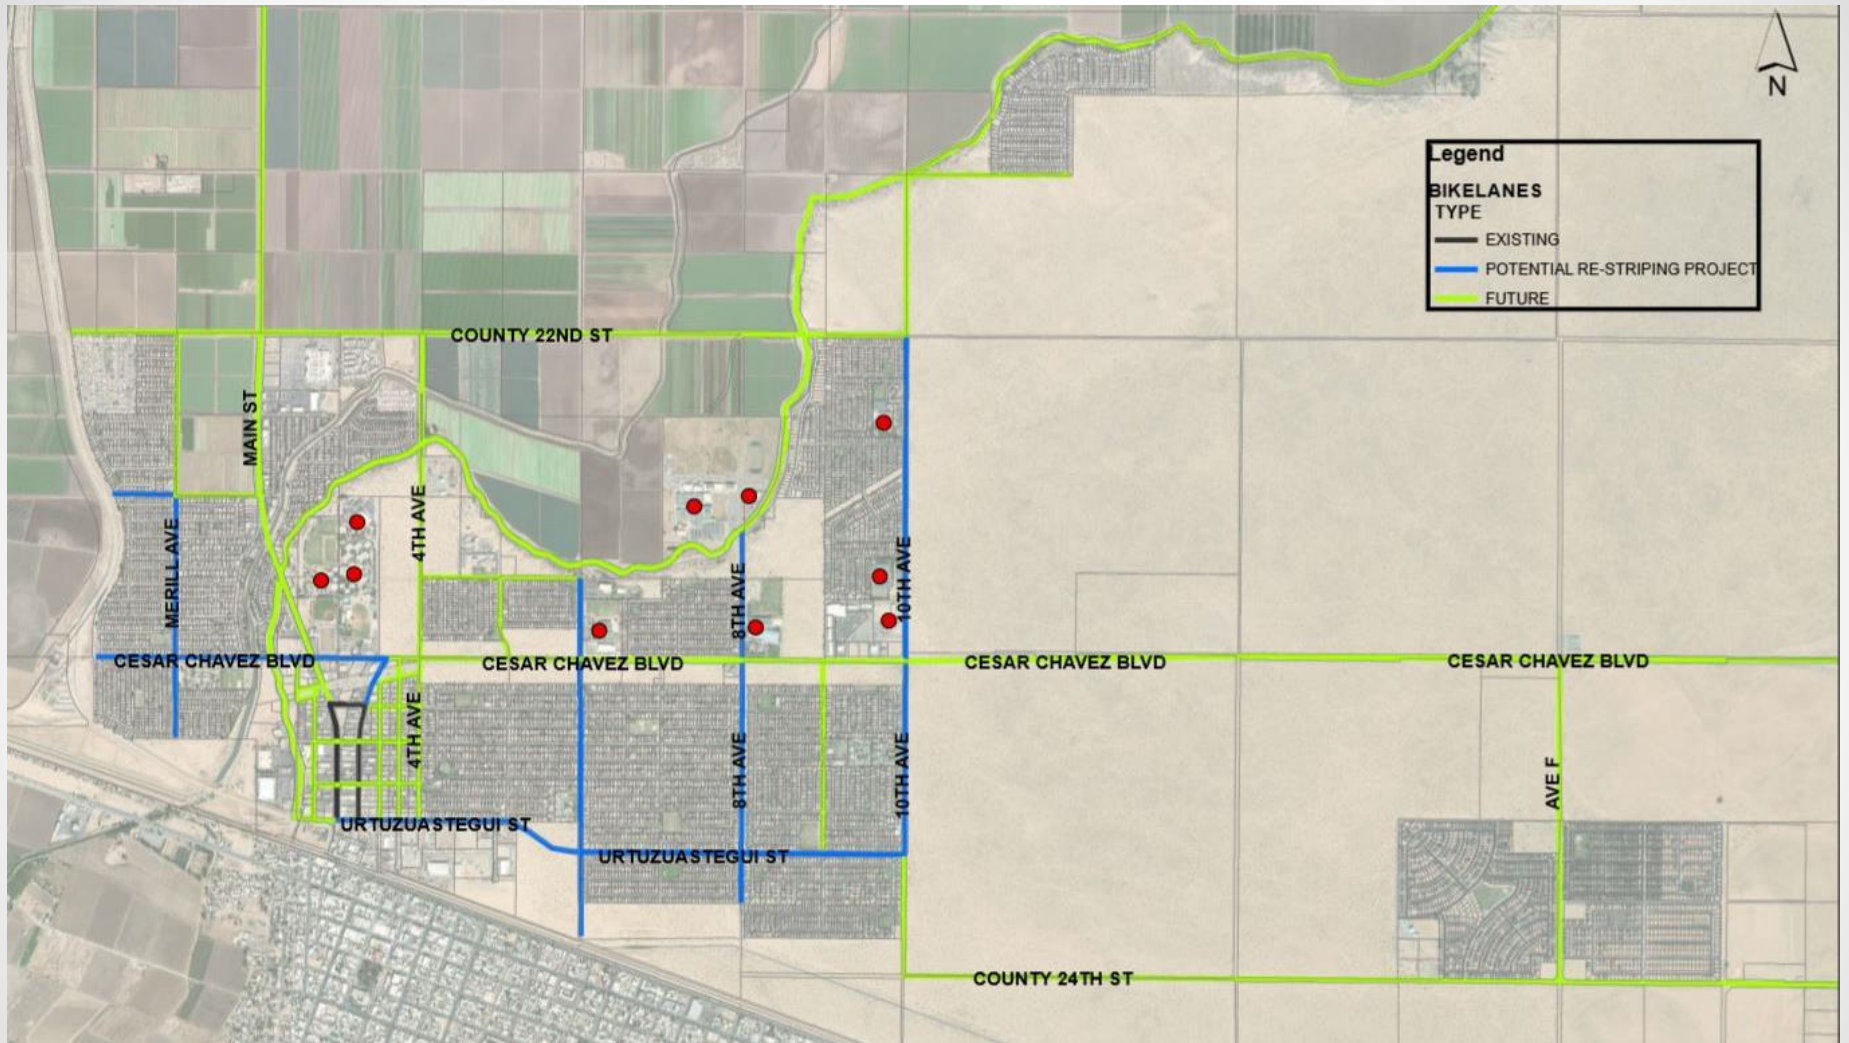 N
Legend
BIKELANES
TYPE
EXISTING
POTENTIAL RE-STRIPING PROJECT
FUTURE
COUNTY 22ND ST
MAIN ST
4TH AVE
MERILL AVE
8TH AVE
10TH AVE
CESAR CHAVEZ BLVD
CESAR CHAVEZ BLVD
CESAR CHAVEZ BLVD
CESAR CHAVEZ BLVD
4TH AVE
8TH AVE
10TH AVE
AVE F
URTUZUASTEGUI ST
URTUZUASTEGUI ST
COUNTY 24TH ST